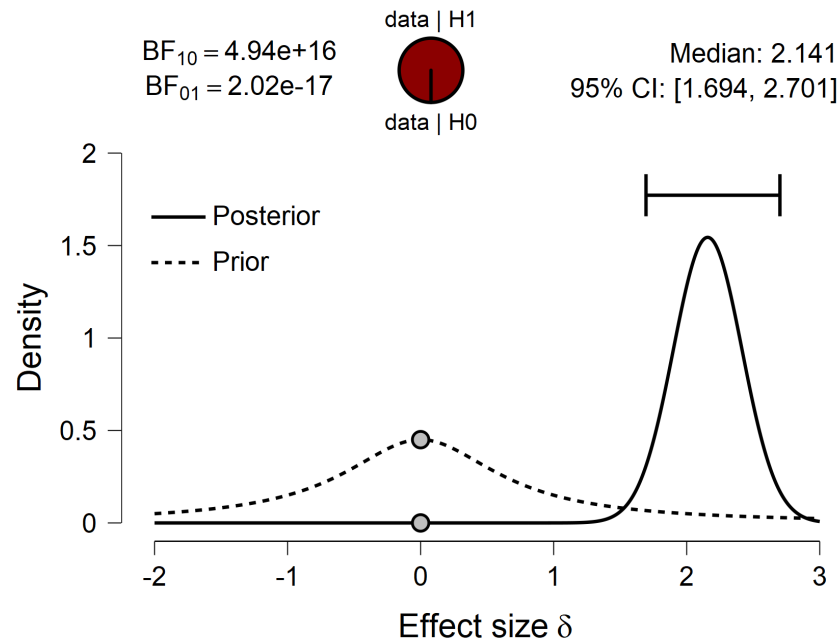 data | H1
BF₁₀ = 4.94e+16
BF₀₁ = 2.02e-17
Median: 2.141
95% CI: [1.694, 2.701]
data | H0
2
1.5
1
0.5
0
Density
Posterior
Prior
-2 -1 0 1 2 3
Effect size δ